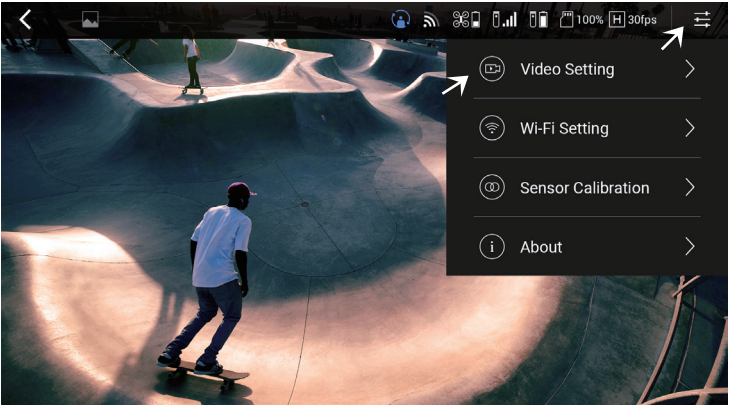 100% H 30fps
Video Setting
Wi-Fi Setting
Sensor Calibration
i About